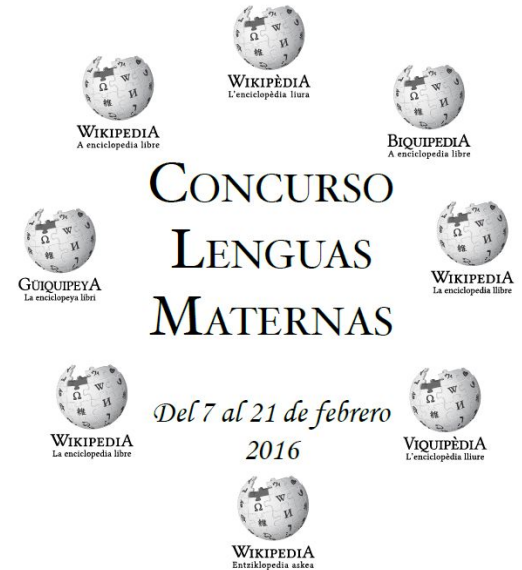 WIKIPÈDIA
L'enciclopèdia liura
WIKIPEDIA
A enciclopedia libre
BIQUIPEDIA
A enciclopedia libre
CONCURSO
LENGUAS
MATERNAS
GÜIQUIPEYA
La enciclopeya libri
WIKIPEDIA
La enciclopedia llibre
Del 7 al 21 de febrero
2016
WIKIPEDIA
La enciclopedia libre
VIQUIPÈDIA
L'enciclopèdia lliure
WIKIPEDIA
Entziklopedia askea